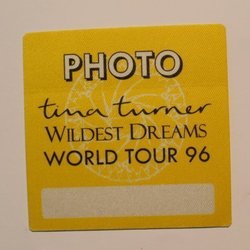 PHOTO
tina turner
WILDEST DREAMS
WORLD TOUR 96